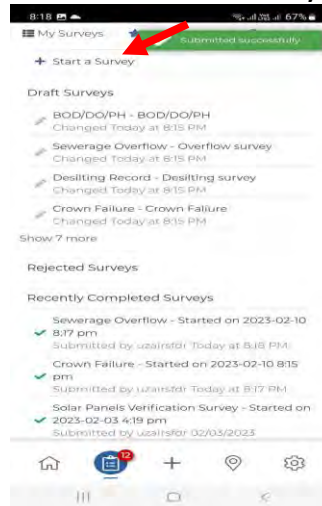 8:18 67%
My Surveys
Submitted successfully
+ Start a Survey
Draft Surveys
BOD/DO/PH - BOD/DO/PH
Changed Today at 8:15 PM
Sewerage Overflow - Overflow survey
Changed Today at 8:15 PM
Desilting Record - Desilting survey
Changed Today at 8:15 PM
Crown Failure - Crown Failure
Changed Today at 8:15 PM
Show 7 more
Rejected Surveys
Recently Completed Surveys
Sewerage Overflow - Started on 2023-02-10
8:17 pm
Submitted by uzairsfdr Today at 8:18 PM
Crown Failure - Started on 2023-02-10 8:15
pm
Submitted by uzairsfdr Today at 8:17 PM
Solar Panels Verification Survey - Started on
2023-02-03 4:19 pm
Submitted by 02/03/2023
12